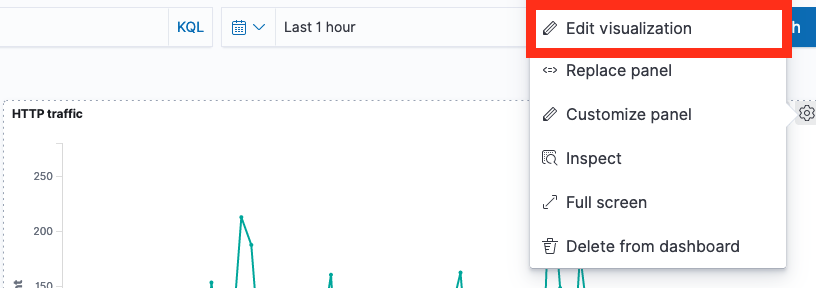 KQL
Last 1 hour
Edit visualization
Replace panel
Customize panel
Inspect
Full screen
Delete from dashboard
HTTP traffic
250
200
150